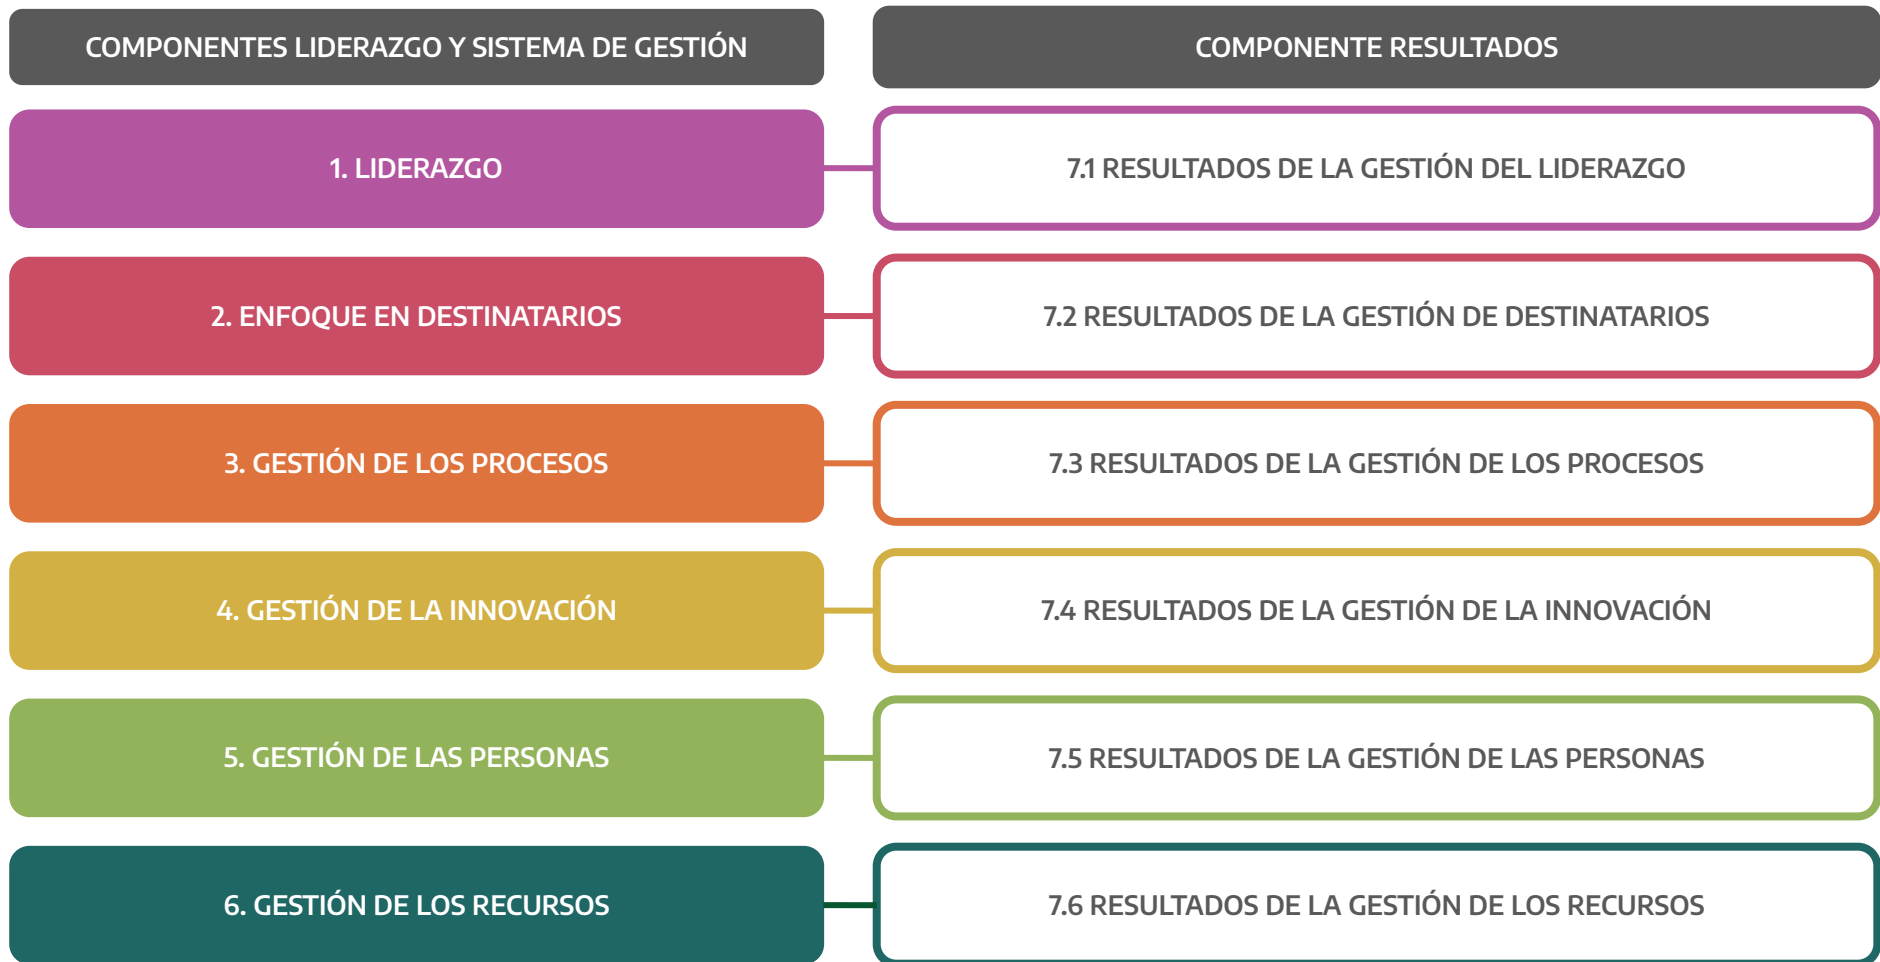 COMPONENTES LIDERAZGO Y SISTEMA DE GESTIÓN
COMPONENTE RESULTADOS
1. LIDERAZGO
7.1 RESULTADOS DE LA GESTIÓN DEL LIDERAZGO
2. ENFOQUE EN DESTINATARIOS
7.2 RESULTADOS DE LA GESTIÓN DE DESTINATARIOS
3. GESTIÓN DE LOS PROCESOS
7.3 RESULTADOS DE LA GESTIÓN DE LOS PROCESOS
4. GESTIÓN DE LA INNOVACIÓN
7.4 RESULTADOS DE LA GESTIÓN DE LA INNOVACIÓN
5. GESTIÓN DE LAS PERSONAS
7.5 RESULTADOS DE LA GESTIÓN DE LAS PERSONAS
6. GESTIÓN DE LOS RECURSOS
7.6 RESULTADOS DE LA GESTIÓN DE LOS RECURSOS